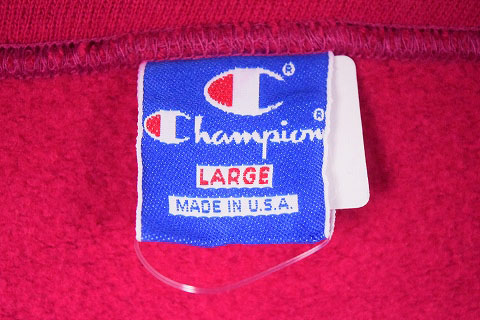 ®
Champion
LARGE
MADE IN U.S.A.